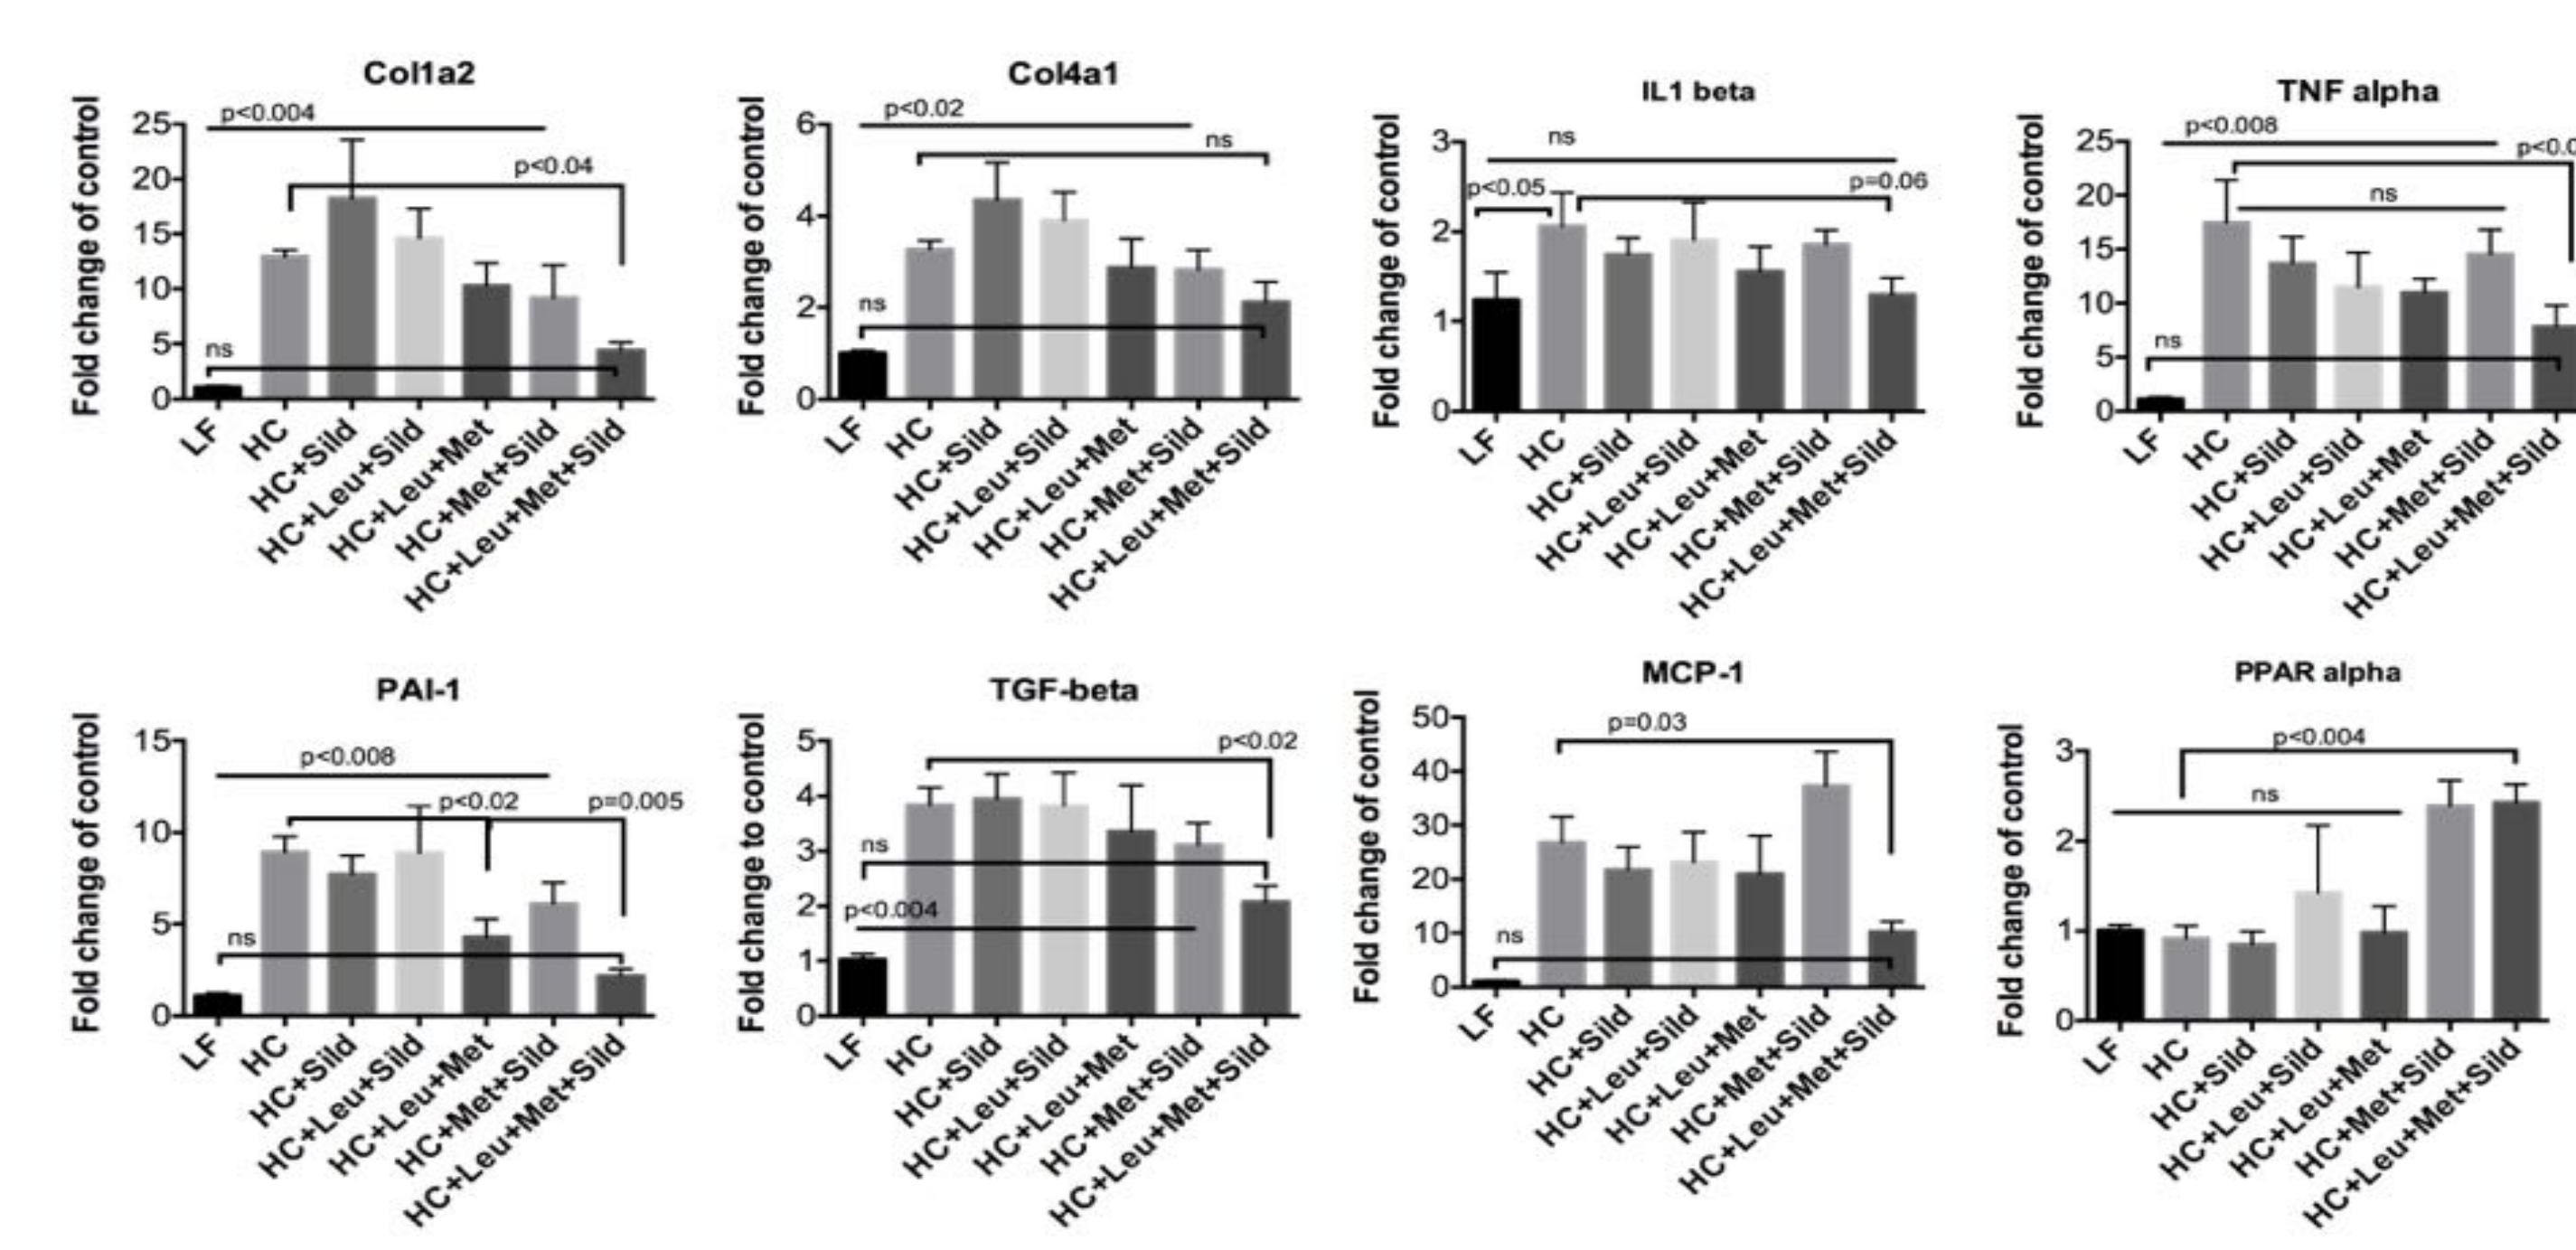 Col1a2
Fold change of control
25
20
15
10
5
0
p<0.004
p<0.04
ns
LF
HC
HC+Sild
HC+Leu+Sild
HC+Leu+Met
HC+Met+Sild
HC+Leu+Met+Sild
Col4a1
Fold change of control
6
4
2
0
p<0.02
ns
ns
LF
HC
HC+Sild
HC+Leu+Sild
HC+Leu+Met
HC+Met+Sild
HC+Leu+Met+Sild
IL1 beta
Fold change of control
3
2
1
0
ns
p<0.05
p=0.06
LF
HC
HC+Sild
HC+Leu+Sild
HC+Leu+Met
HC+Met+Sild
HC+Leu+Met+Sild
TNF alpha
Fold change of control
25
20
15
10
5
0
p<0.008
ns
ns
LF
HC
HC+Sild
HC+Leu+Sild
HC+Leu+Met
HC+Met+Sild
HC+Leu+Met+Sild
PAI-1
Fold change of control
15
10
5
0
p<0.008
p<0.02
p=0.005
ns
LF
HC
HC+Sild
HC+Leu+Sild
HC+Leu+Met
HC+Met+Sild
HC+Leu+Met+Sild
TGF-beta
Fold change to control
5
4
3
2
1
0
p<0.02
ns
p<0.004
LF
HC
HC+Sild
HC+Leu+Sild
HC+Leu+Met
HC+Met+Sild
HC+Leu+Met+Sild
MCP-1
Fold change of control
50
40
30
20
10
0
p=0.03
ns
LF
HC
HC+Sild
HC+Leu+Sild
HC+Leu+Met
HC+Met+Sild
HC+Leu+Met+Sild
PPAR alpha
Fold change of control
3
2
1
0
p<0.004
ns
LF
HC
HC+Sild
HC+Leu+Sild
HC+Leu+Met
HC+Met+Sild
HC+Leu+Met+Sild